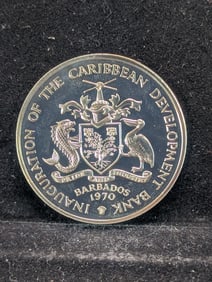 INAUGURATION OF THE CARIBBEAN DEVELOPMENT BANK
BARBADOS
1970